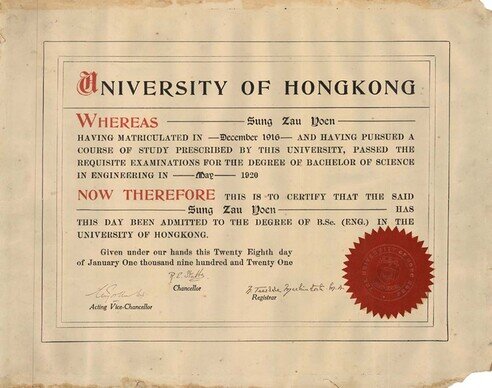 UNIVERSITY OF HONGKONG
WHEREAS Sung Zau Yoen
HAVING MATRICULATED IN —December 1916— AND HAVING PURSUED A
COURSE OF STUDY PRESCRIBED BY THIS UNIVERSITY, PASSED THE
REQUISITE EXAMINATIONS FOR THE DEGREE OF BACHELOR OF SCIENCE
IN ENGINEERING IN — May — 1920
NOW THEREFORE THIS IS TO CERTIFY THAT THE SAID
Sung Zau Yoen HAS
THIS DAY BEEN ADMITTED TO THE DEGREE OF B.Sc. (ENG.) IN THE
UNIVERSITY OF HONGKONG.
Given under our hands this Twenty Eighth day
of January One thousand nine hundred and Twenty One
Chancellor
Registrar
Acting Vice-Chancellor